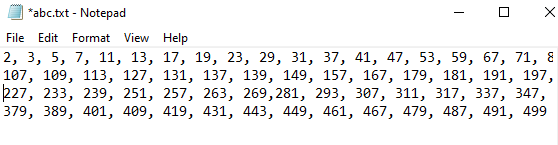 *abc.txt - Notepad
File Edit Format View Help
2, 3, 5, 7, 11, 13, 17, 19, 23, 29, 31, 37, 41, 47, 53, 59, 67, 71, 8
107, 109, 113, 127, 131, 137, 139, 149, 157, 167, 179, 181, 191, 197,
227, 233, 239, 251, 257, 263, 269,281, 293, 307, 311, 317, 337, 347,
379, 389, 401, 409, 419, 431, 443, 449, 461, 467, 479, 487, 491, 499